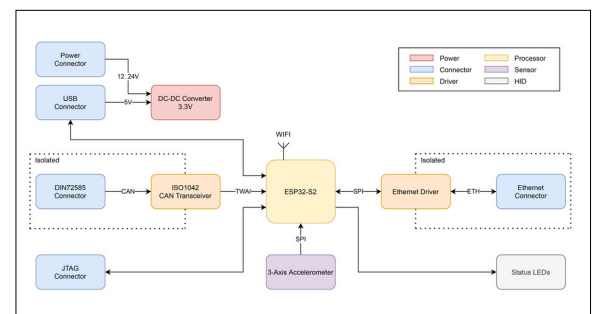 Power
Connector
12..24V
USB
Connector
5V
DC-DC Converter
3.3V
Power
Processor
Connector
Sensor
Driver
HID
WIFI
Isolated
DIN72585
Connector
CAN
ISO1042
CAN Transceiver
TWAI
ESP32-S2
SPI
Ethernet Driver
Isolated
ETH
Ethernet
Connector
SPI
JTAG
Connector
3-Axis Accelerometer
Status LEDs